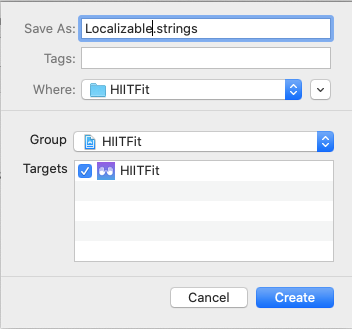 Save As: Localizable.strings
Tags:
Where: HIITFit
Group HIITFit
Targets HIITFit
Cancel Create